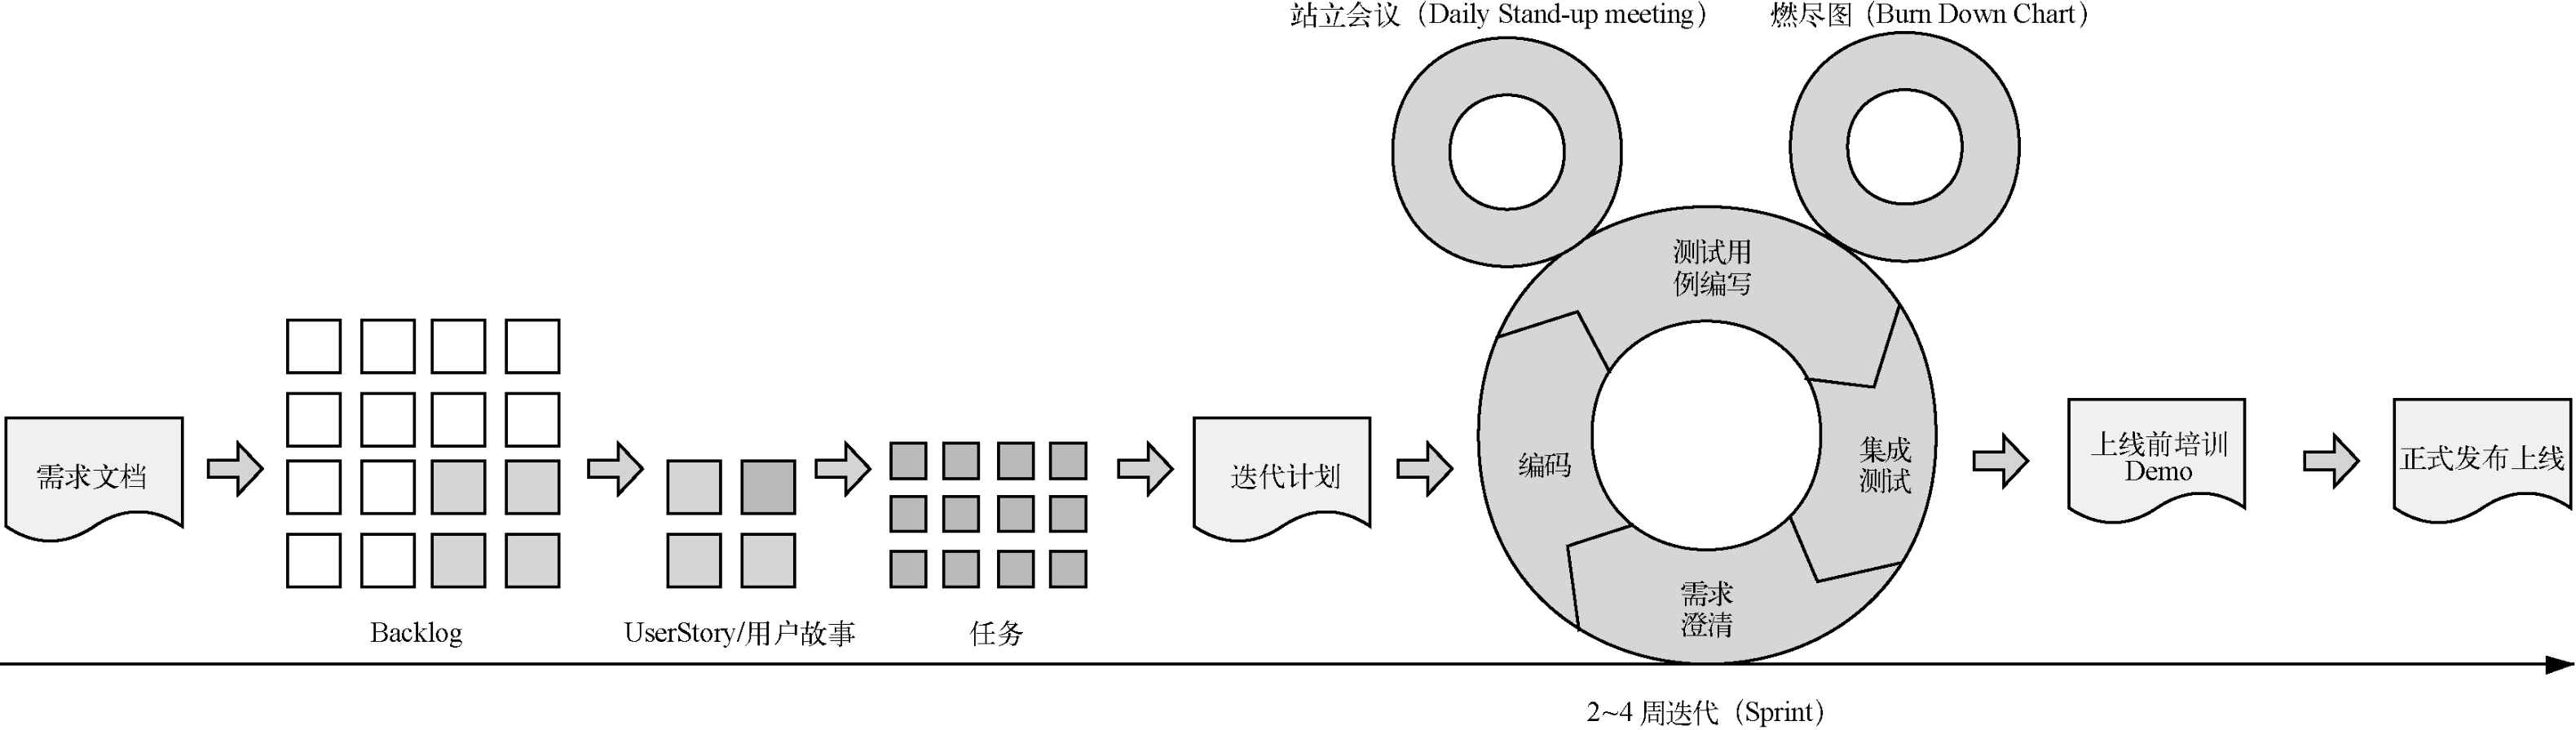 站立会议（Daily Stand-up meeting）
燃尽图（Burn Down Chart）
测试用
例编写
编码
集成
测试
需求
澄清
需求文档
Backlog
UserStory/用户故事
任务
迭代计划
上线前培训
Demo
正式发布上线
2~4 周迭代（Sprint）